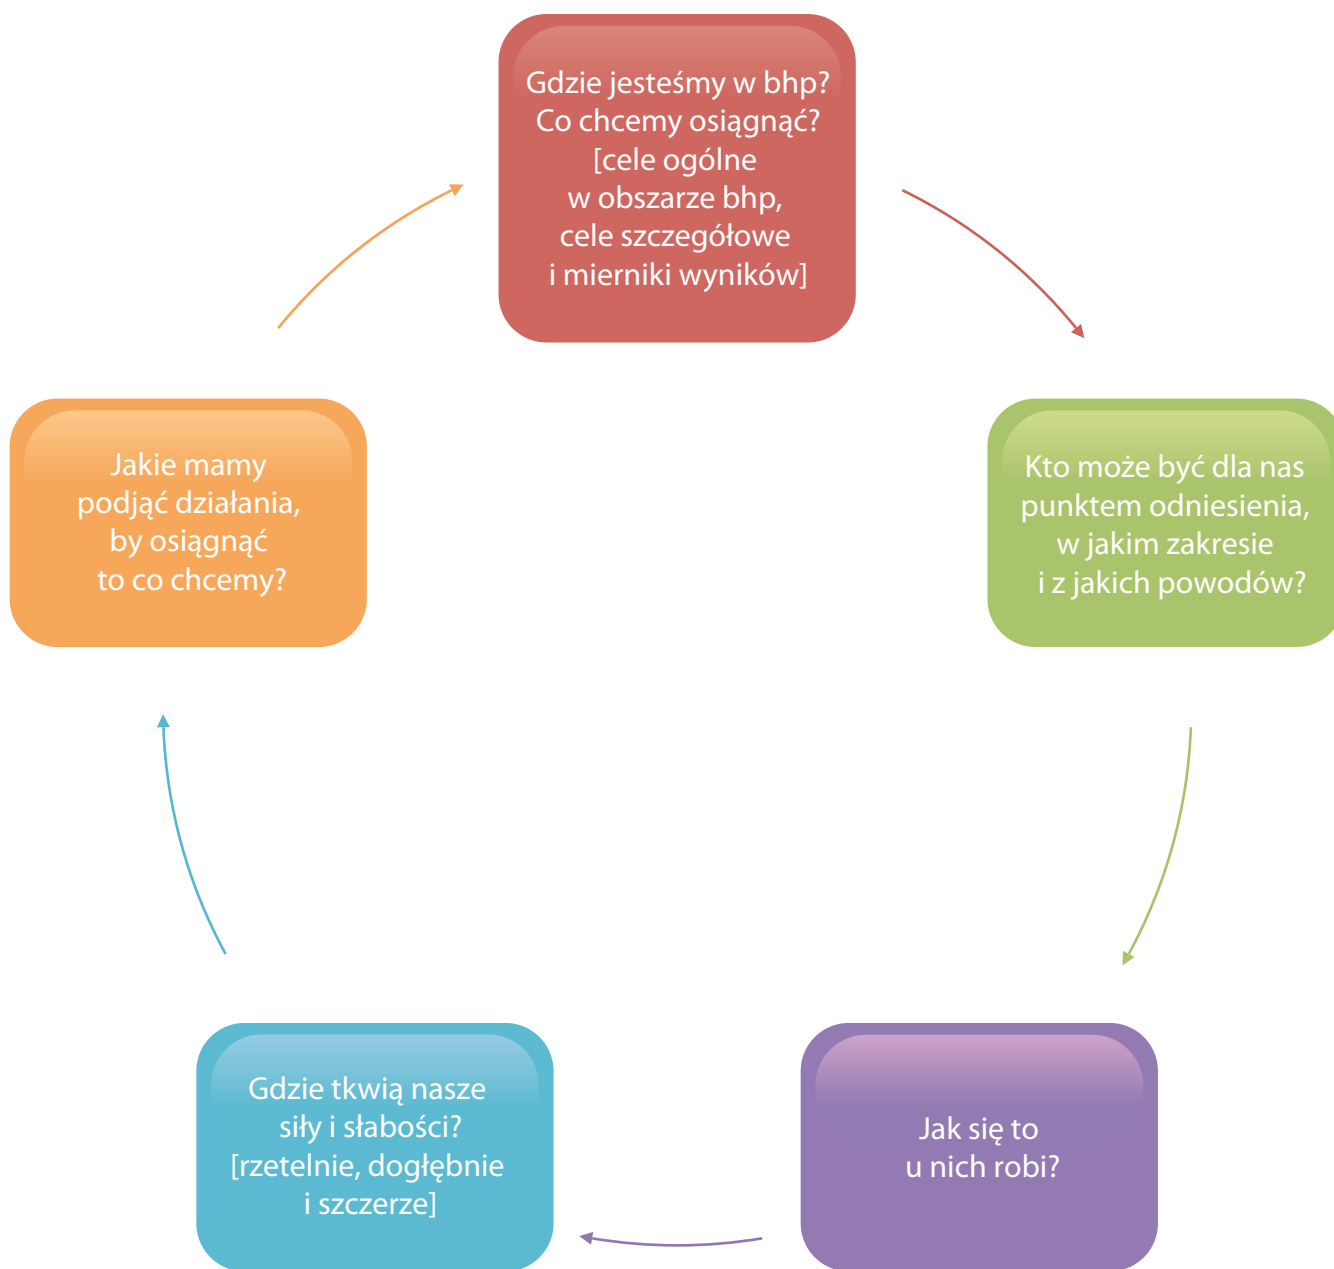 Gdzie jesteśmy w bhp?
Co chcemy osiągnąć?
[cele ogólne
w obszarze bhp,
cele szczegółowe
i mierniki wyników]
Kto może być dla nas
punktem odniesienia,
w jakim zakresie
i z jakich powodów?
Jak się to
u nich robi?
Gdzie tkwią nasze
siły i słabości?
[rzetelnie, dogłębnie
i szczerze]
Jakie mamy
podjąć działania,
by osiągnąć
to co chcemy?